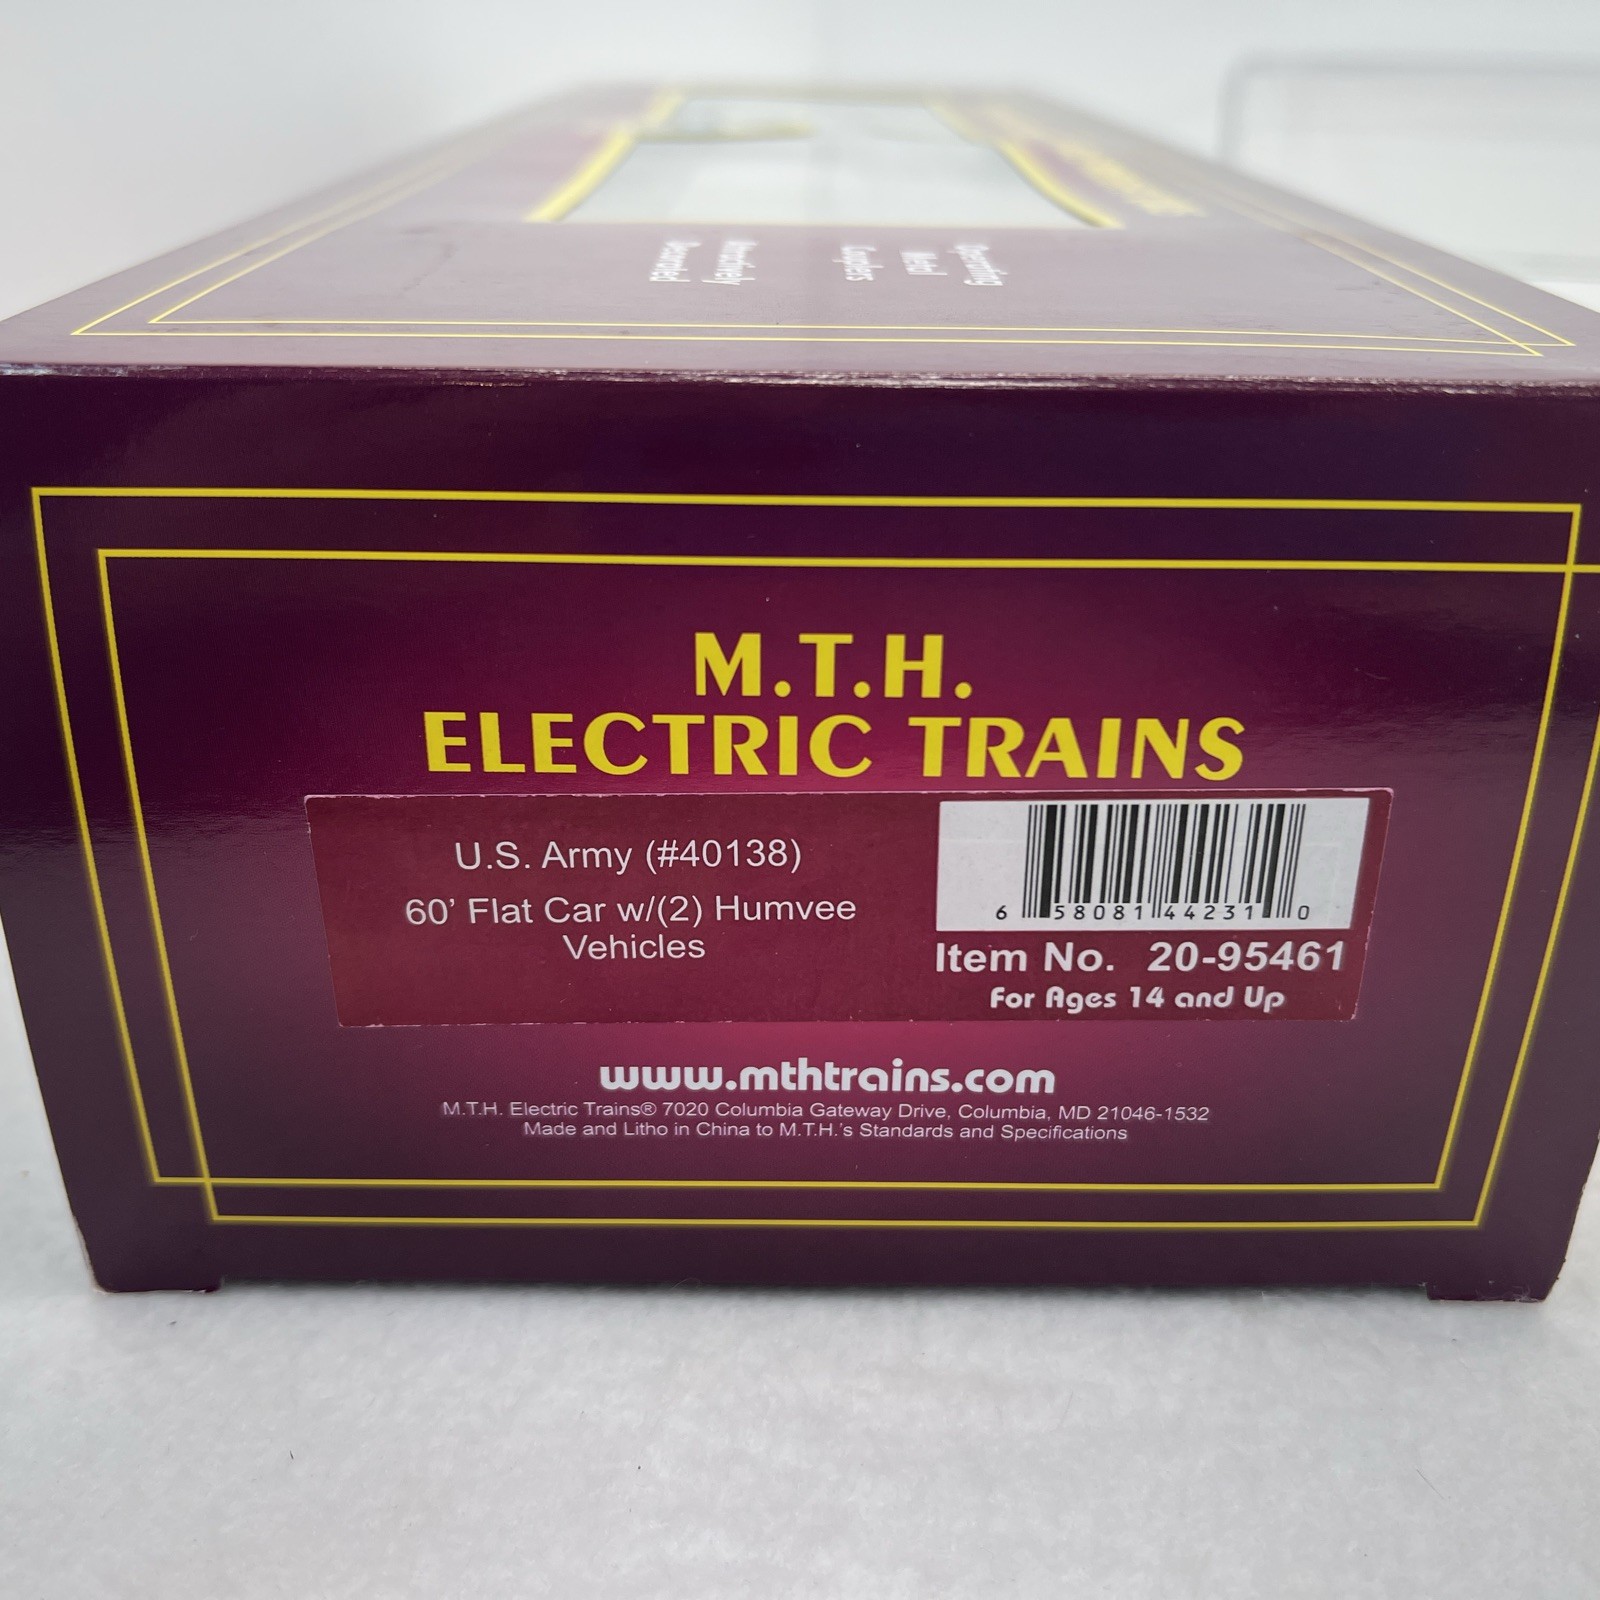 Operating
Metal
Couplers
Attractively
Decorated
M.T.H.
ELECTRIC TRAINS
U.S. Army (#40138)
60' Flat Car w/(2) Humvee
Vehicles
6 58081 44231 0
Item No. 20-95461
For Ages 14 and Up
www.mthtrains.com
M.T.H. Electric Trains® 7020 Columbia Gateway Drive, Columbia, MD 21046-1532
Made and Litho in China to M.T.H.'s Standards and Specifications